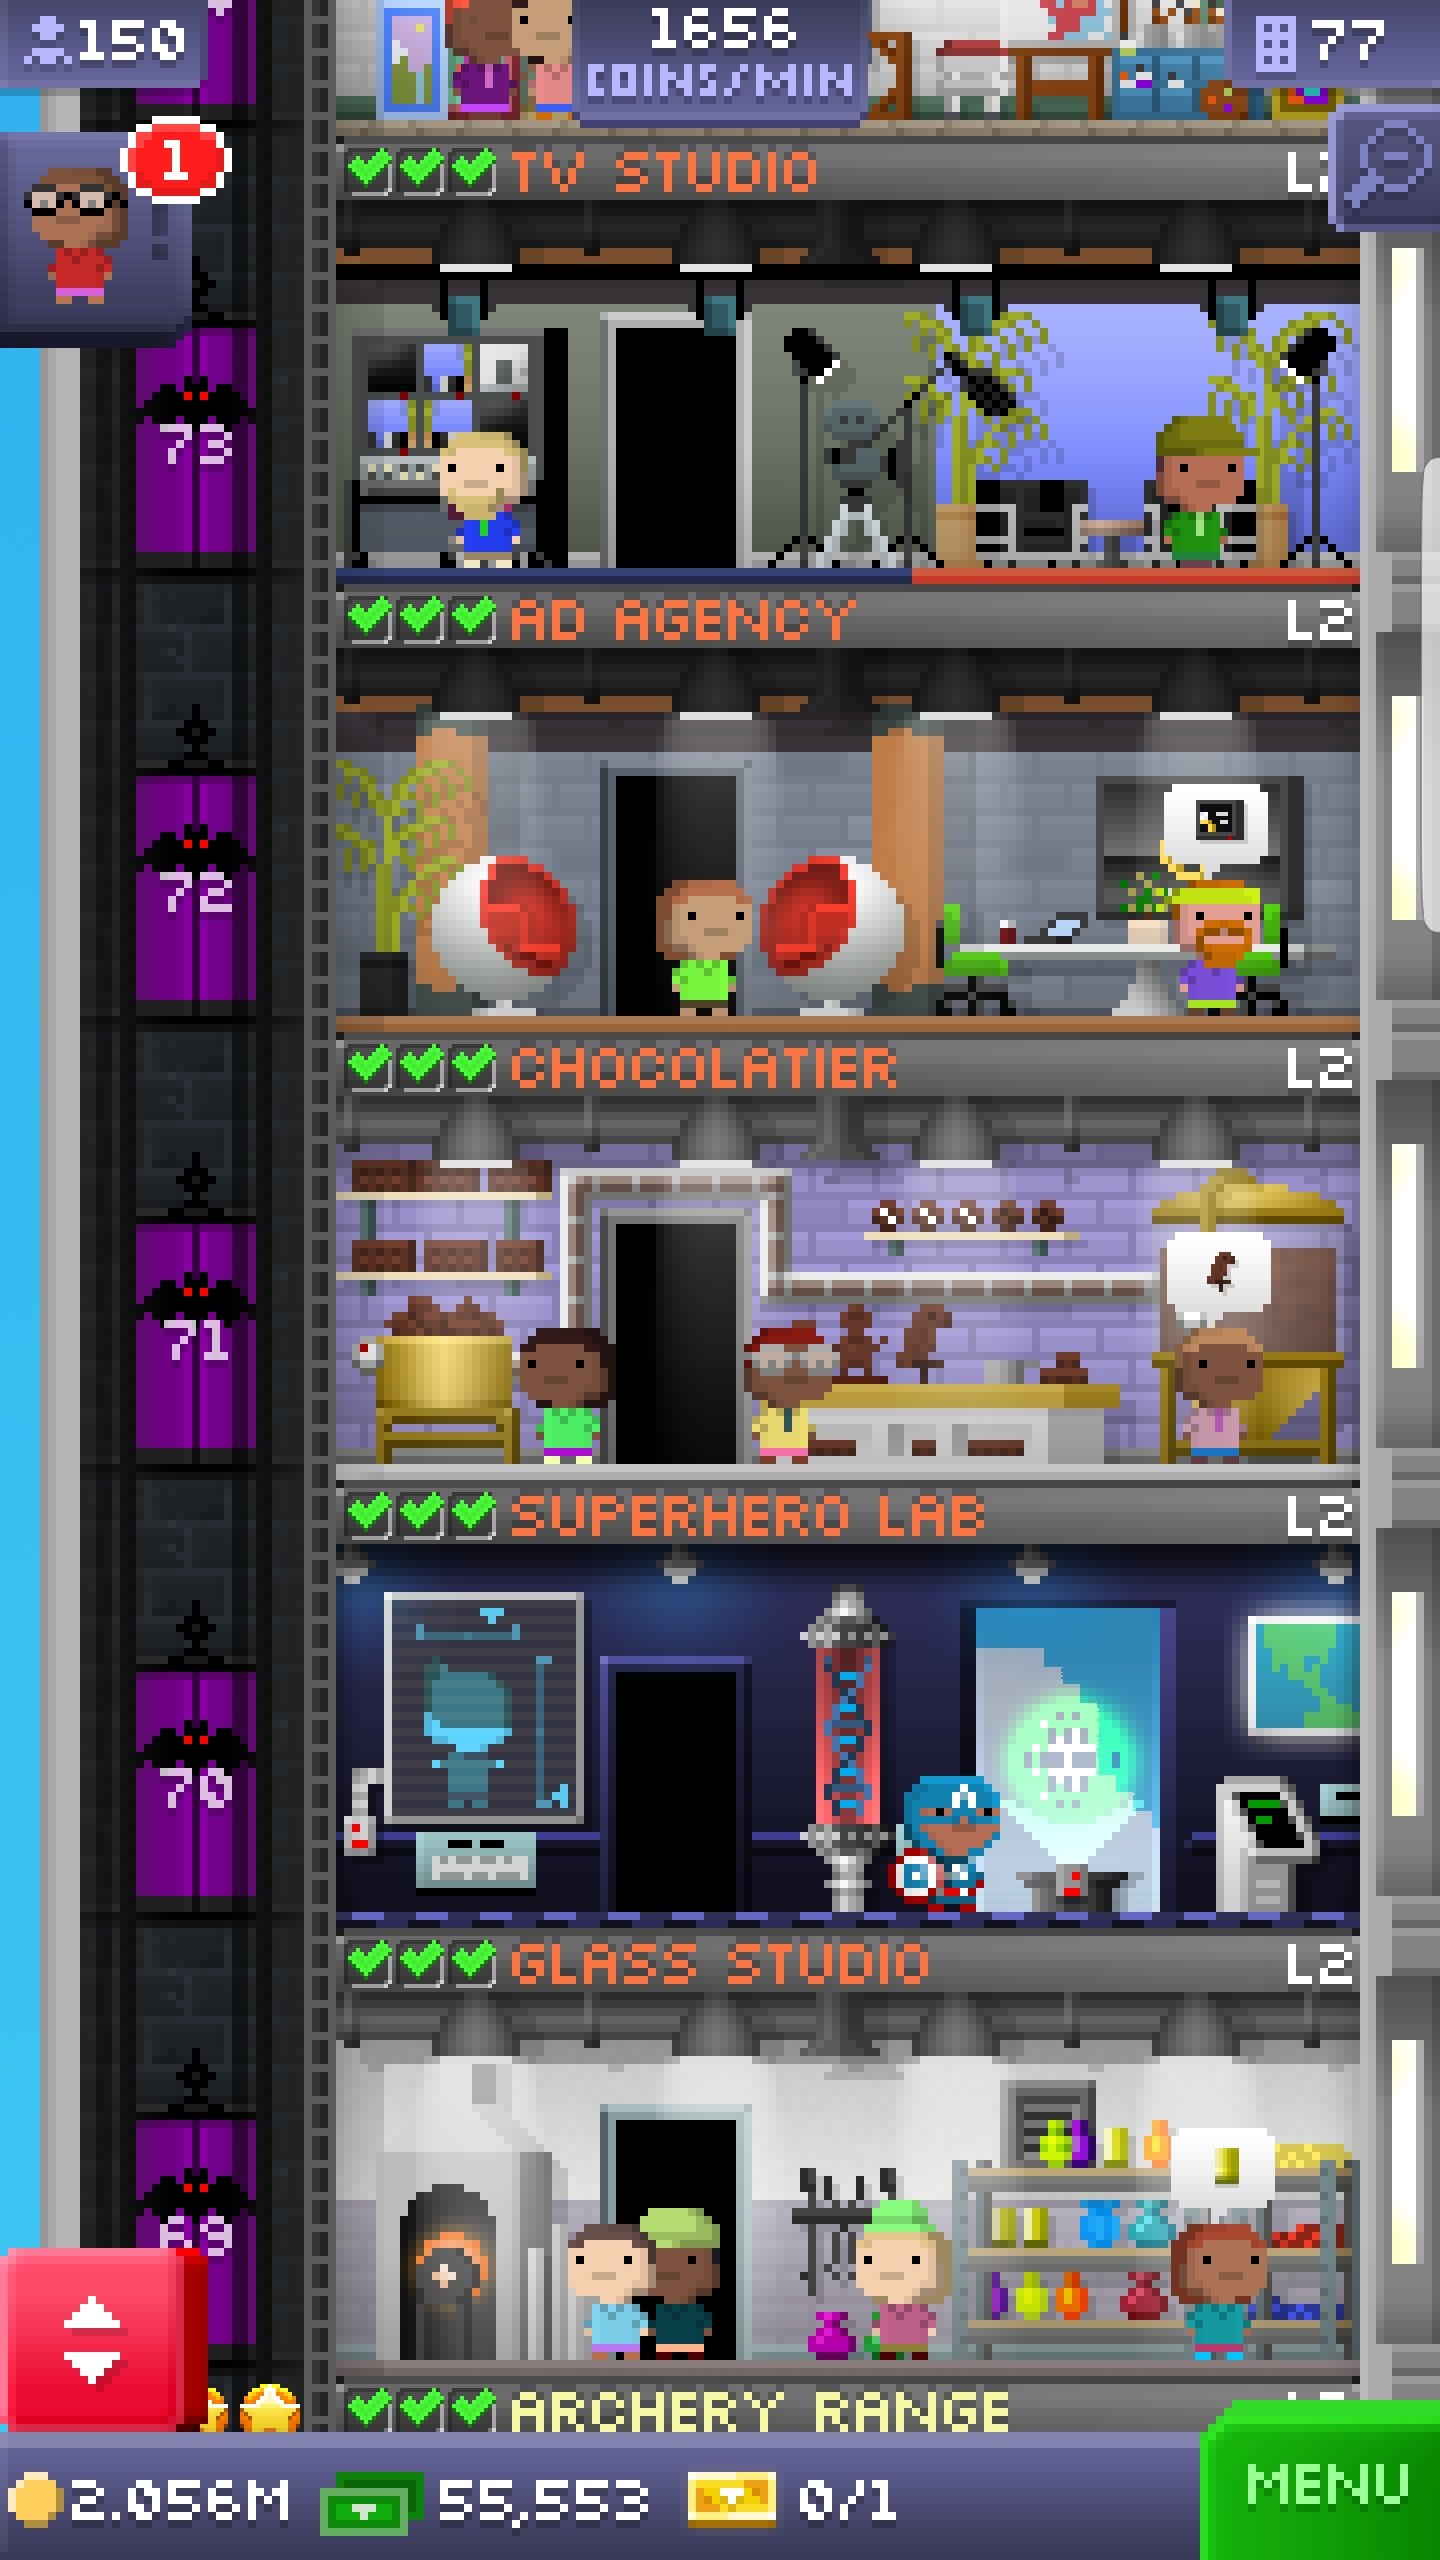 150
1656
COINS/MIN
77
1
TV STUDIO
73
AD AGENCY L2
72
CHOCOLATIER L2
71
SUPERHERO LAB L2
70
GLASS STUDIO L2
69
ARCHERY RANGE
2.056M 55,553 0/1
MENU